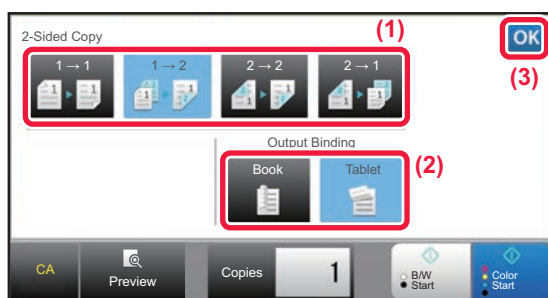 (1)
2-Sided Copy
OK
1 → 1
1 → 2
2 → 2
2 → 1
(3)
Output Binding
Book
Tablet
(2)
CA
Preview
Copies
1
B/W
Start
Color
Start